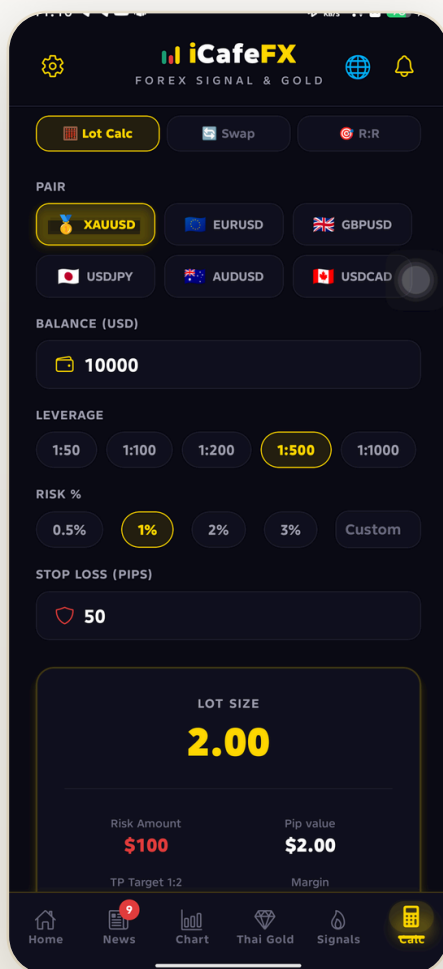 iCafeFX
FOREX SIGNAL & GOLD
Lot Calc Swap R:R
PAIR
XAUUSD EURUSD GBPUSD
USDJPY AUDUSD USDCAD
BALANCE (USD)
10000
LEVERAGE
1:50 1:100 1:200 1:500 1:1000
RISK %
0.5% 1% 2% 3% Custom
STOP LOSS (PIPS)
50
LOT SIZE
2.00
Risk Amount Pip value
$100 $2.00
TP Target 1:2 Margin
9
Home News Chart Thai Gold Signals Calc